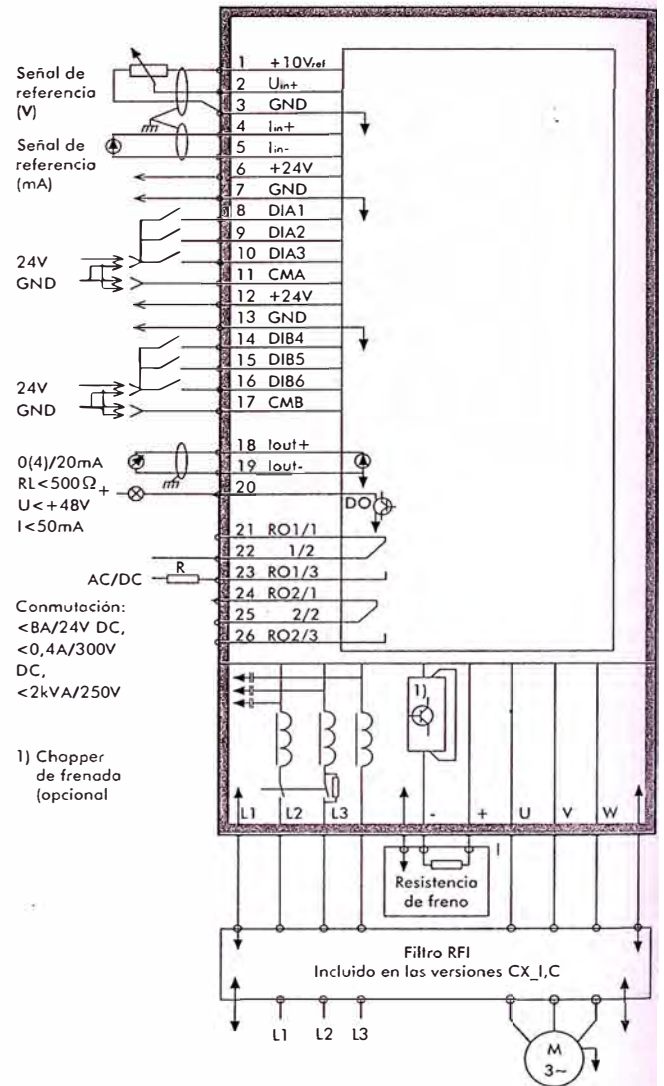 Señal de
referencia
(V)
Señal de
referencia
(mA)
24V
GND
24V
GND
0(4)/20mA
RL<500Ω
U<+48V
I<50mA
+
AC/DC
R
Conmutación:
<8A/24V DC,
<0,4A/300V
DC,
<2kVA/250V
1) Chopper
de frenada
(opcional
1 +10Vref
2 Uin+
3 GND
4 Iin+
5 Iin-
6 +24V
7 GND
8 DIA1
9 DIA2
10 DIA3
11 CMA
12 +24V
13 GND
14 DIB4
15 DIB5
16 DIB6
17 CMB
18 Iout+
19 Iout-
20
DO
21 RO1/1
22 1/2
23 RO1/3
24 RO2/1
25 2/2
26 RO2/3
1)
L1 L2 L3 - + U V W
I
Resistencia
de freno
Filtro RFI
Incluido en las versiones CX_I,C
L1 L2 L3
M
3~